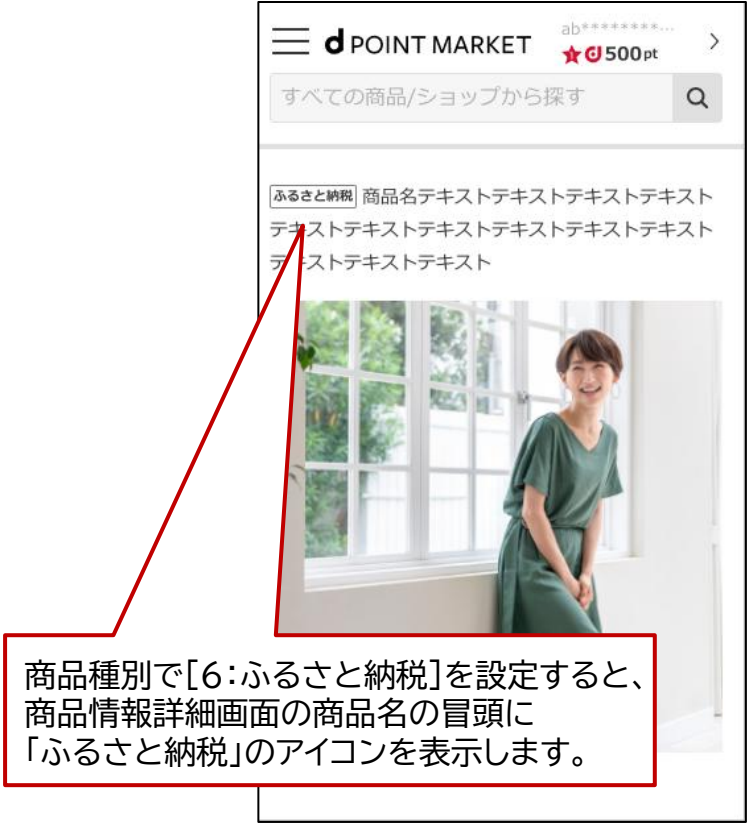 d POINT MARKET
ab********…
1 d 500pt
すべての商品/ショップから探す
ふるさと納税 商品名テキストテキストテキストテキスト
テキストテキストテキストテキストテキストテキスト
テキストテキストテキスト
商品種別で[6:ふるさと納税]を設定すると、
商品情報詳細画面の商品名の冒頭に
「ふるさと納税」のアイコンを表示します。